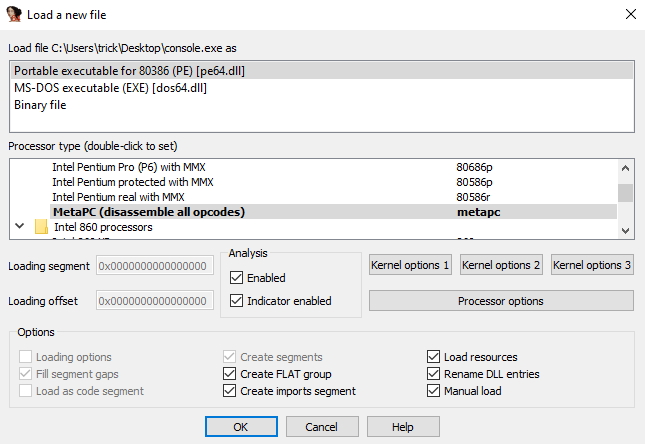 Load a new file
Load file C:\Users\trick\Desktop\console.exe as
Portable executable for 80386 (PE) [pe64.dll]
MS-DOS executable (EXE) [dos64.dll]
Binary file
Processor type (double-click to set)
Intel Pentium Pro (P6) with MMX 80686p
Intel Pentium protected with MMX 80586p
Intel Pentium real with MMX 80586r
MetaPC (disassemble all opcodes) metapc
Intel 860 processors
Analysis
Loading segment 0x0000000000000000 Enabled Kernel options 1 Kernel options 2 Kernel options 3
Loading offset 0x0000000000000000 Indicator enabled Processor options
Options
Loading options Create segments Load resources
Fill segment gaps Create FLAT group Rename DLL entries
Load as code segment Create imports segment Manual load
OK Cancel Help